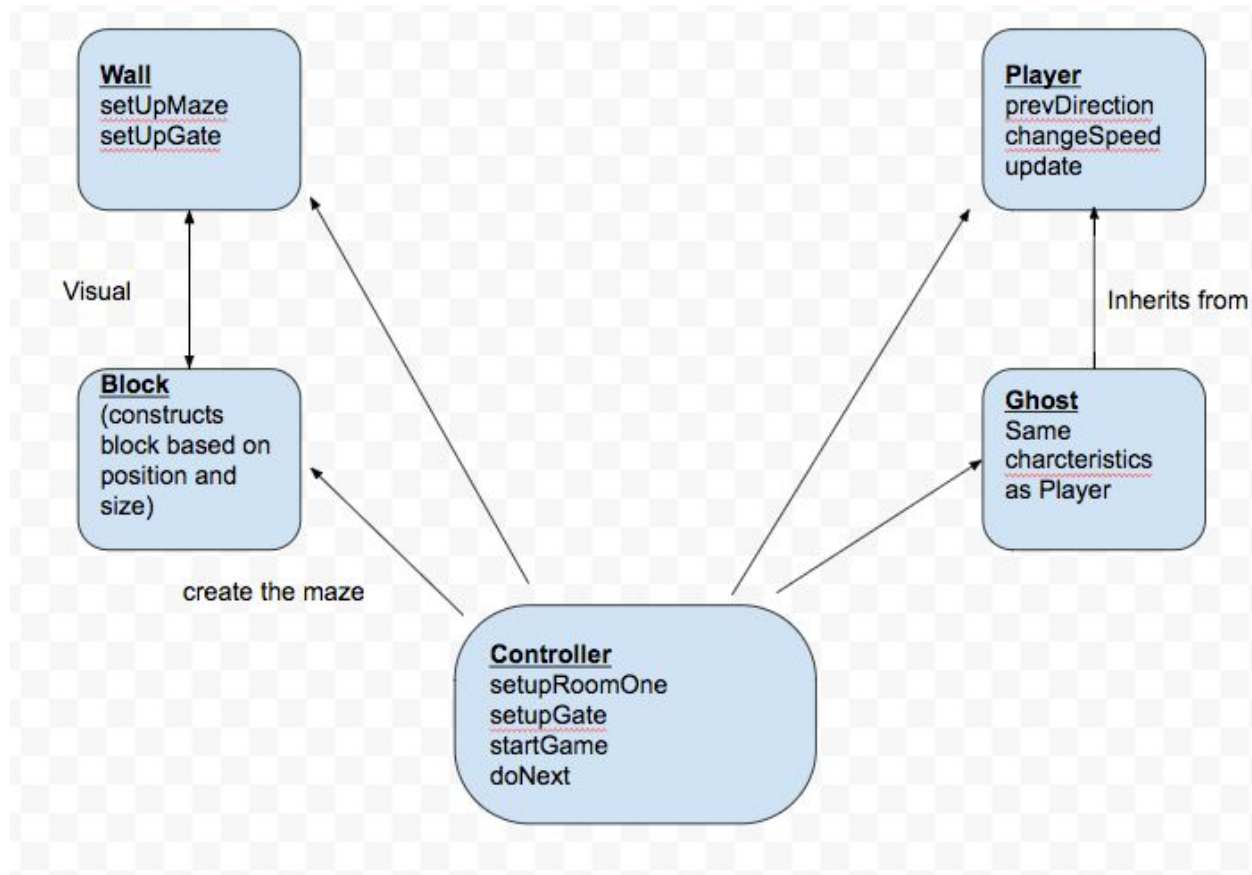 Wall
setUpMaze
setUpGate
Player
prevDirection
changeSpeed
update
Visual
Inherits from
Block
(constructs
block based on
position and
size)
Ghost
Same
charcteristics
as Player
create the maze
Controller
setupRoomOne
setupGate
startGame
doNext